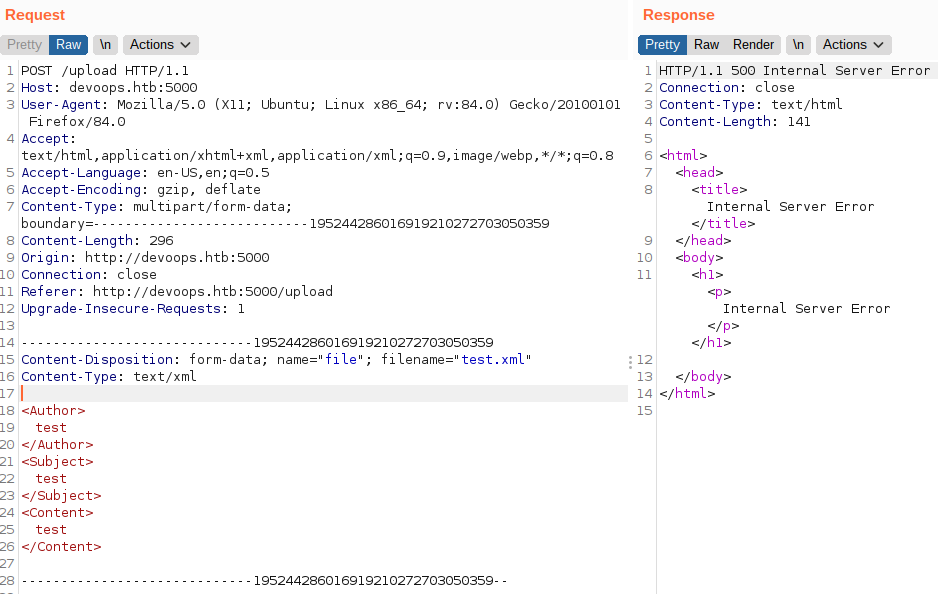 Request
Pretty Raw \n Actions
1 POST /upload HTTP/1.1
2 Host: devoops.htb:5000
3 User-Agent: Mozilla/5.0 (X11; Ubuntu; Linux x86_64; rv:84.0) Gecko/20100101
Firefox/84.0
4 Accept:
text/html,application/xhtml+xml,application/xml;q=0.9,image/webp,*/*;q=0.8
5 Accept-Language: en-US,en;q=0.5
6 Accept-Encoding: gzip, deflate
7 Content-Type: multipart/form-data;
boundary=---------------------------195244286016919210272703050359
8 Content-Length: 296
9 Origin: http://devoops.htb:5000
10 Connection: close
11 Referer: http://devoops.htb:5000/upload
12 Upgrade-Insecure-Requests: 1
13
14 -----------------------------195244286016919210272703050359
15 Content-Disposition: form-data; name="file"; filename="test.xml"
16 Content-Type: text/xml
17
18 <Author>
19 test
20 </Author>
21 <Subject>
22 test
23 </Subject>
24 <Content>
25 test
26 </Content>
27
28 -----------------------------195244286016919210272703050359--
Response
Pretty Raw Render \n Actions
1 HTTP/1.1 500 Internal Server Error
2 Connection: close
3 Content-Type: text/html
4 Content-Length: 141
5
6 <html>
7 <head>
8 <title>
Internal Server Error
</title>
9 </head>
10 <body>
11 <h1>
<p>
Internal Server Error
</p>
</h1>
12
13 </body>
14 </html>
15